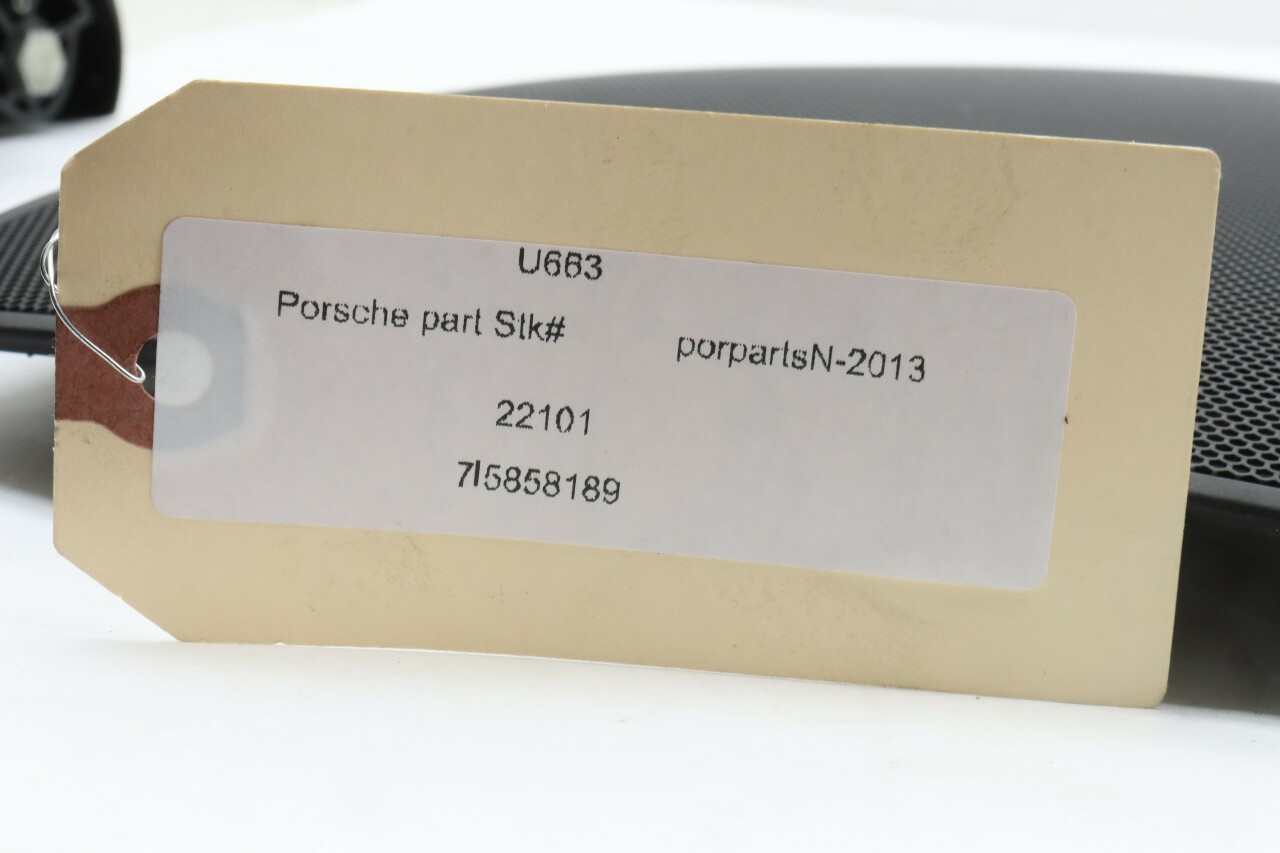 U663
Porsche part Stk# porpartsN-2013
22101
7l5858189